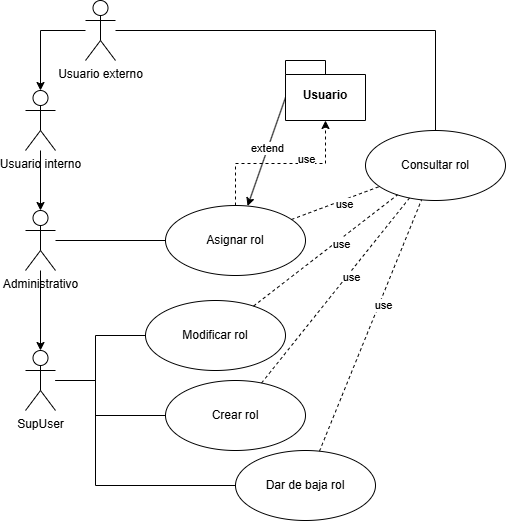 Usuario externo
Usuario
Usuario interno
extend
use
Consultar rol
use
Asignar rol
use
Administrativo
use
use
Modificar rol
Crear rol
SupUser
Dar de baja rol